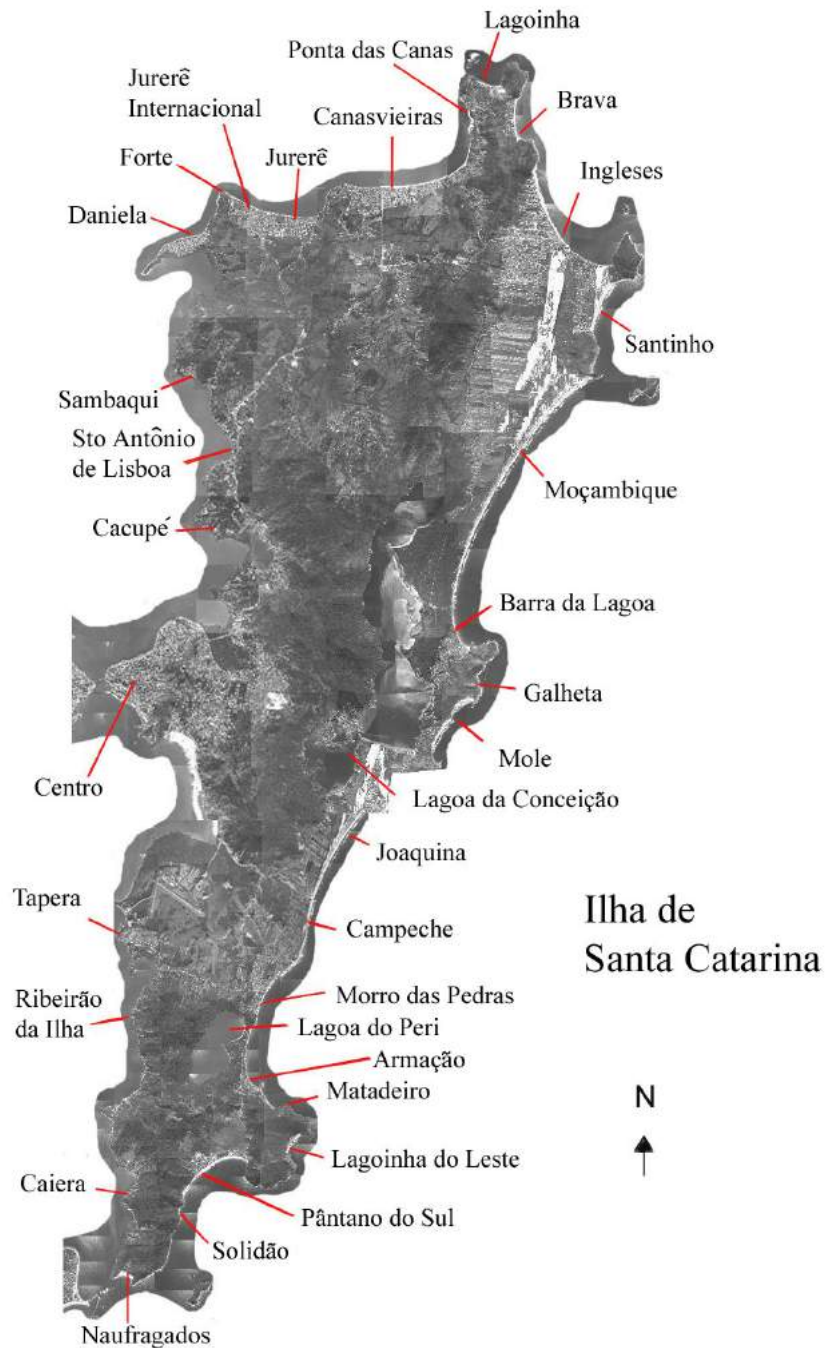 Lagoinha
Ponta das Canas
Jurerê
Internacional
Brava
Canasvieiras
Forte
Jurerê
Ingleses
Daniela
Santinho
Sambaqui
Sto Antônio
de Lisboa
Moçambique
Cacupé
Barra da Lagoa
Galheta
Mole
Centro
Lagoa da Conceição
Joaquina
Tapera
Campeche
Ilha de
Santa Catarina
Ribeirão
da Ilha
Morro das Pedras
Lagoa do Peri
Armação
Matadeiro
N
Lagoinha do Leste
Caiera
Pântano do Sul
Solidão
Naufragados